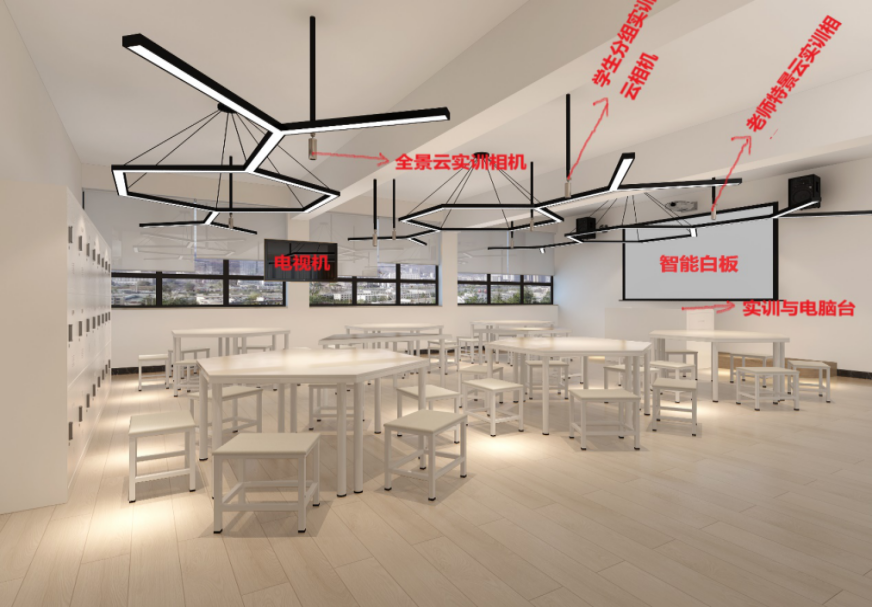 学生分组实训
云相机
老师特景云实训相
全景云实训相机
电视机
智能白板
实训与电脑台